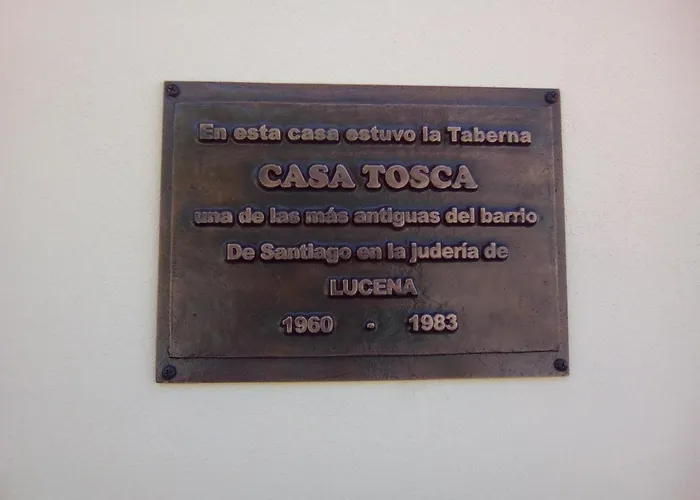 En esta casa estuvo la Taberna
CASA TOSCA
una de las más antiguas del barrio
De Santiago en la judería de
LUCENA
1960 - 1983